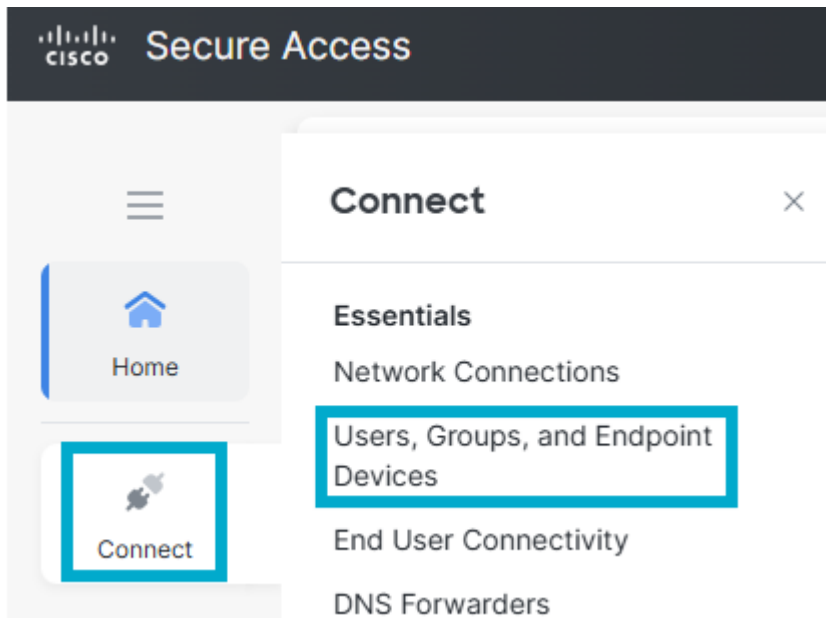 CISCO Secure Access
Connect
Home
Essentials
Network Connections
Users, Groups, and Endpoint
Devices
Connect
End User Connectivity
DNS Forwarders